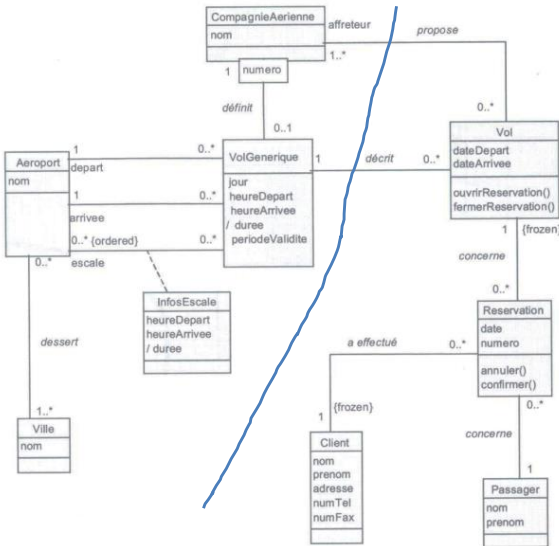 CompagnieAerienne
nom
affreteur
propose
1..*
1
numero
définit
0..*
0..1
Vol
dateDepart
dateArrivee
ouvrirReservation()
fermerReservation()
Aeroport
nom
1
0..*
depart
VolGenerique
jour
heureDepart
heureArrivee
/ duree
periodeValidite
1
décrit
0..*
1
0..*
arrivee
0..* {ordered}
0..*
escale
0..*
1
{frozen}
concerne
0..*
InfosEscale
heureDepart
heureArrivee
/ duree
Reservation
date
numero
annuler()
confirmer()
dessert
a effectué
0..*
1..*
Ville
nom
1
{frozen}
Client
nom
prenom
adresse
numTel
numFax
0..*
concerne
1
Passager
nom
prenom